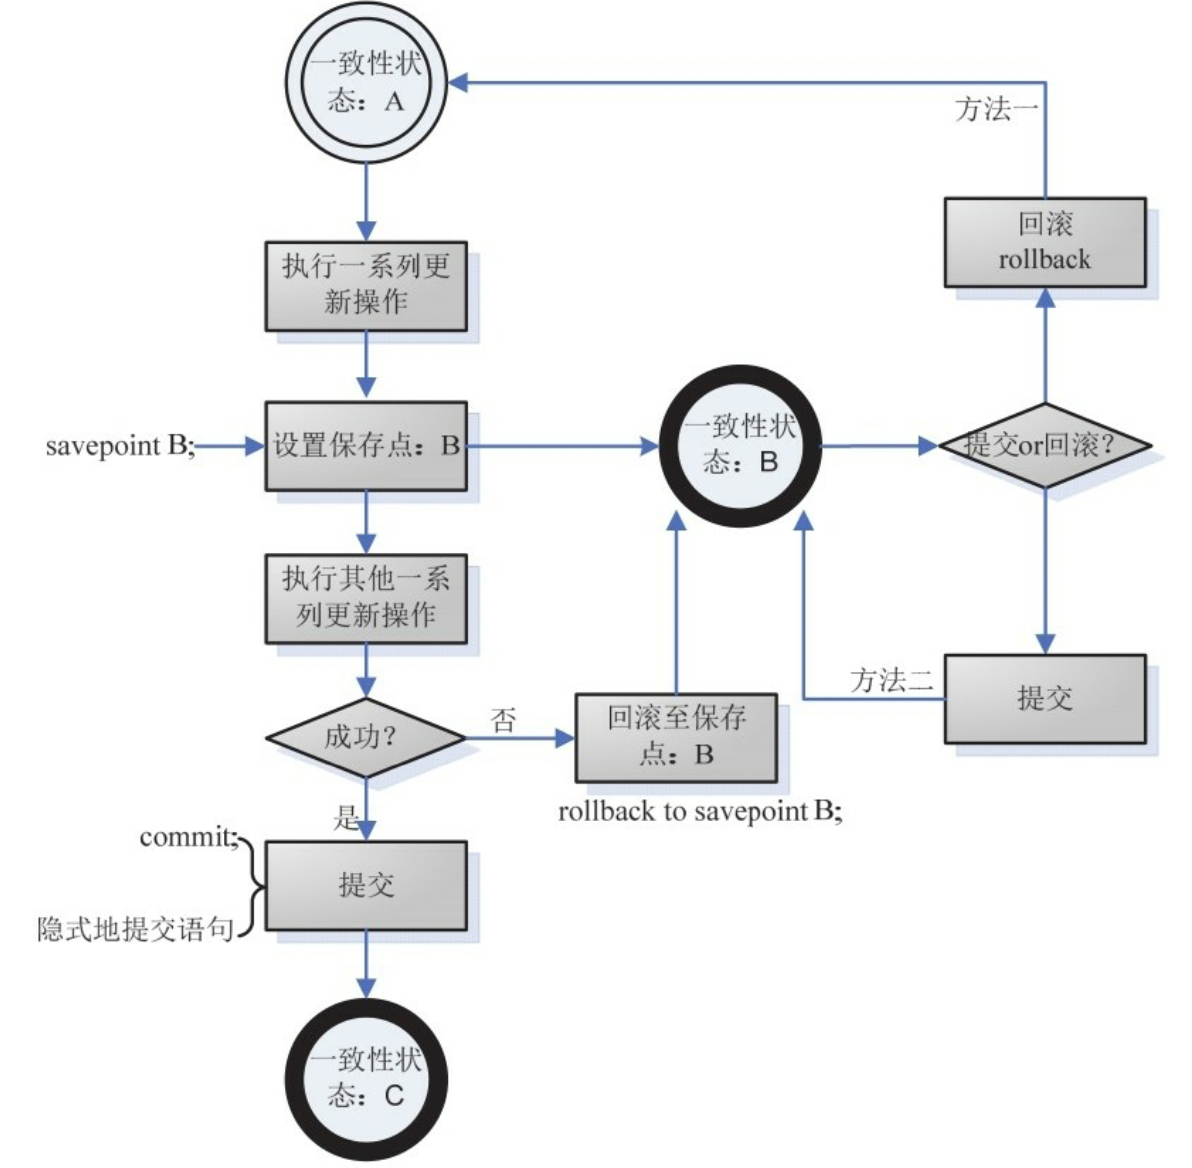 一致性状
态：A
方法一
回滚
rollback
执行一系列更
新操作
savepoint B;
设置保存点：B
一致性状
态：B
提交or回滚？
执行其他一系
列更新操作
方法二
提交
成功？
否
回滚至保存
点：B
rollback to savepoint B;
是
commit;
提交
隐式地提交语句
一致性状
态：C